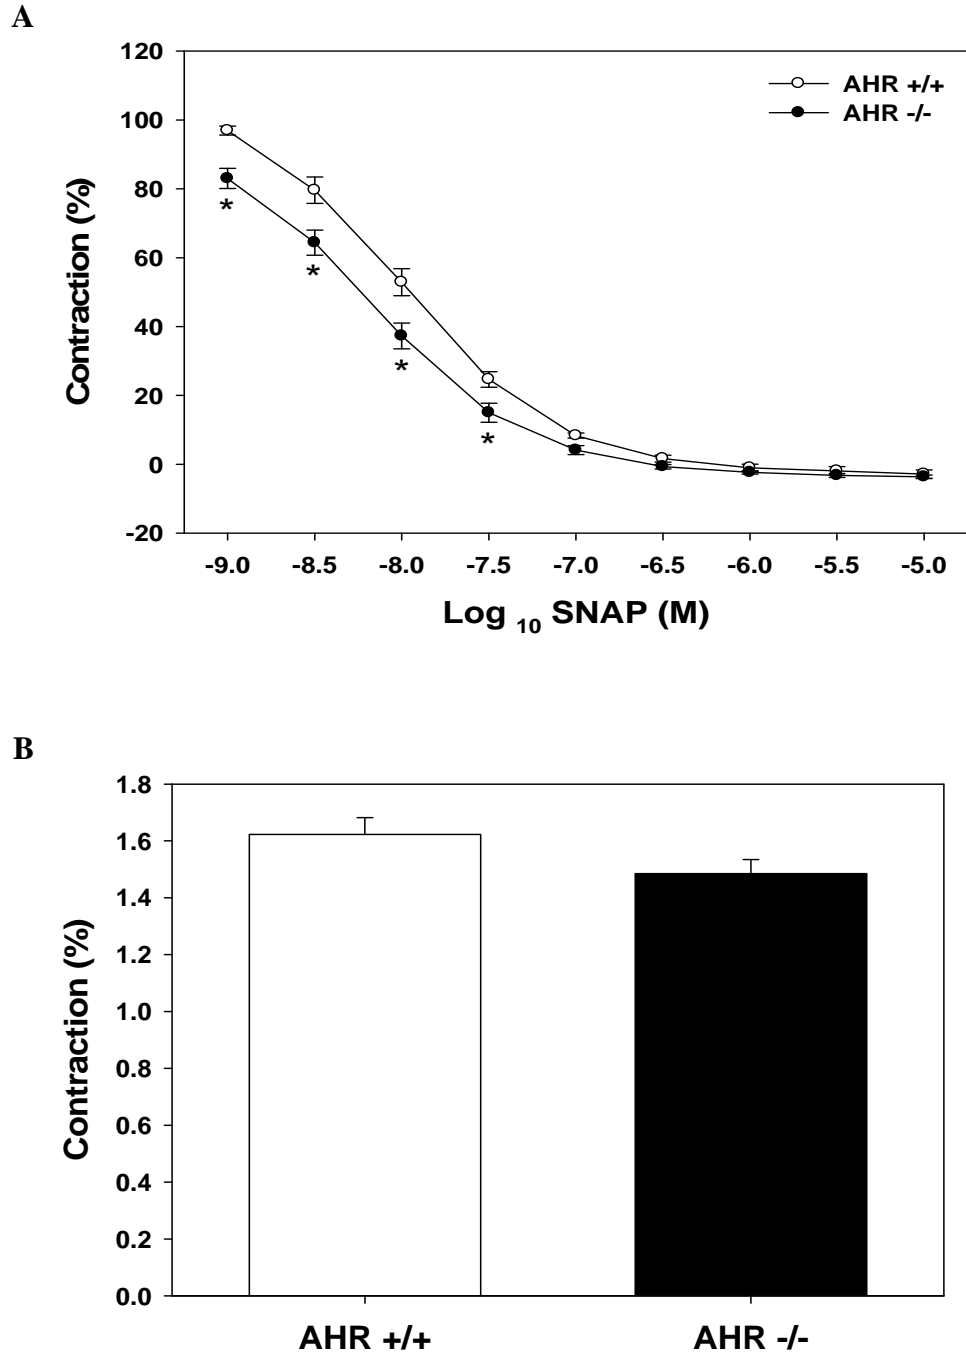 A
120
100
80
60
40
20
0
-20
Contraction (%)
AHR +/+
AHR -/-
*
*
*
*
-9.0 -8.5 -8.0 -7.5 -7.0 -6.5 -6.0 -5.5 -5.0
Log 10 SNAP (M)
B
1.8
1.6
1.4
1.2
1.0
0.8
0.6
0.4
0.2
0.0
Contraction (%)
AHR +/+ AHR -/-